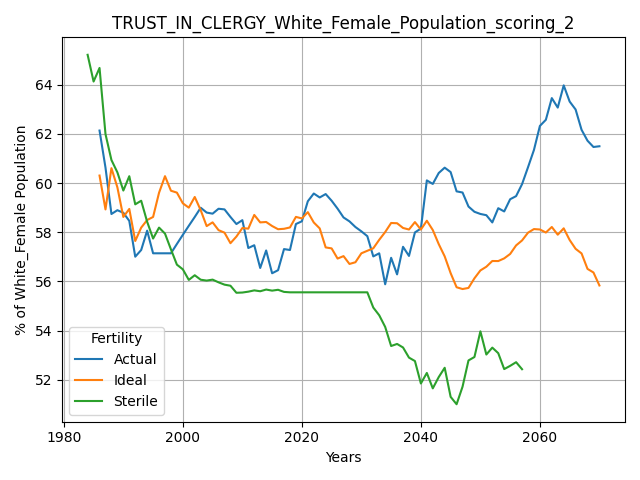 TRUST_IN_CLERGY_White_Female_Population_scoring_2
% of White_Female Population
64
62
60
58
56
54
52
Fertility
Actual
Ideal
Sterile
1980 2000 2020 2040 2060
Years